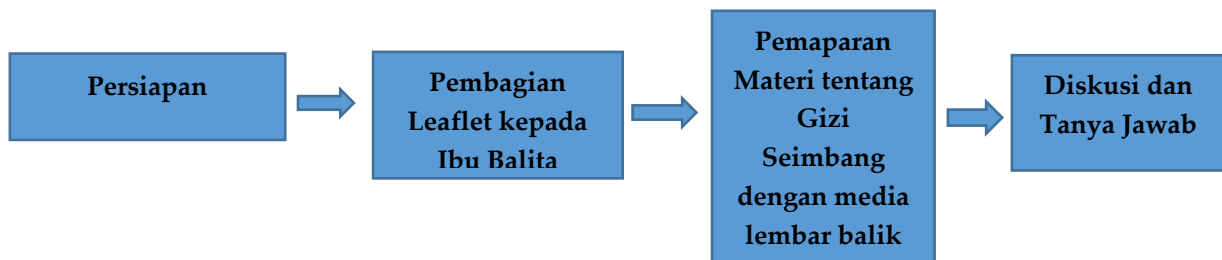 Persiapan
Pembagian
Leaflet kepada
Ibu Balita
Pemaparan
Materi tentang
Gizi
Seimbang
dengan media
lembar balik
Diskusi dan
Tanya Jawab